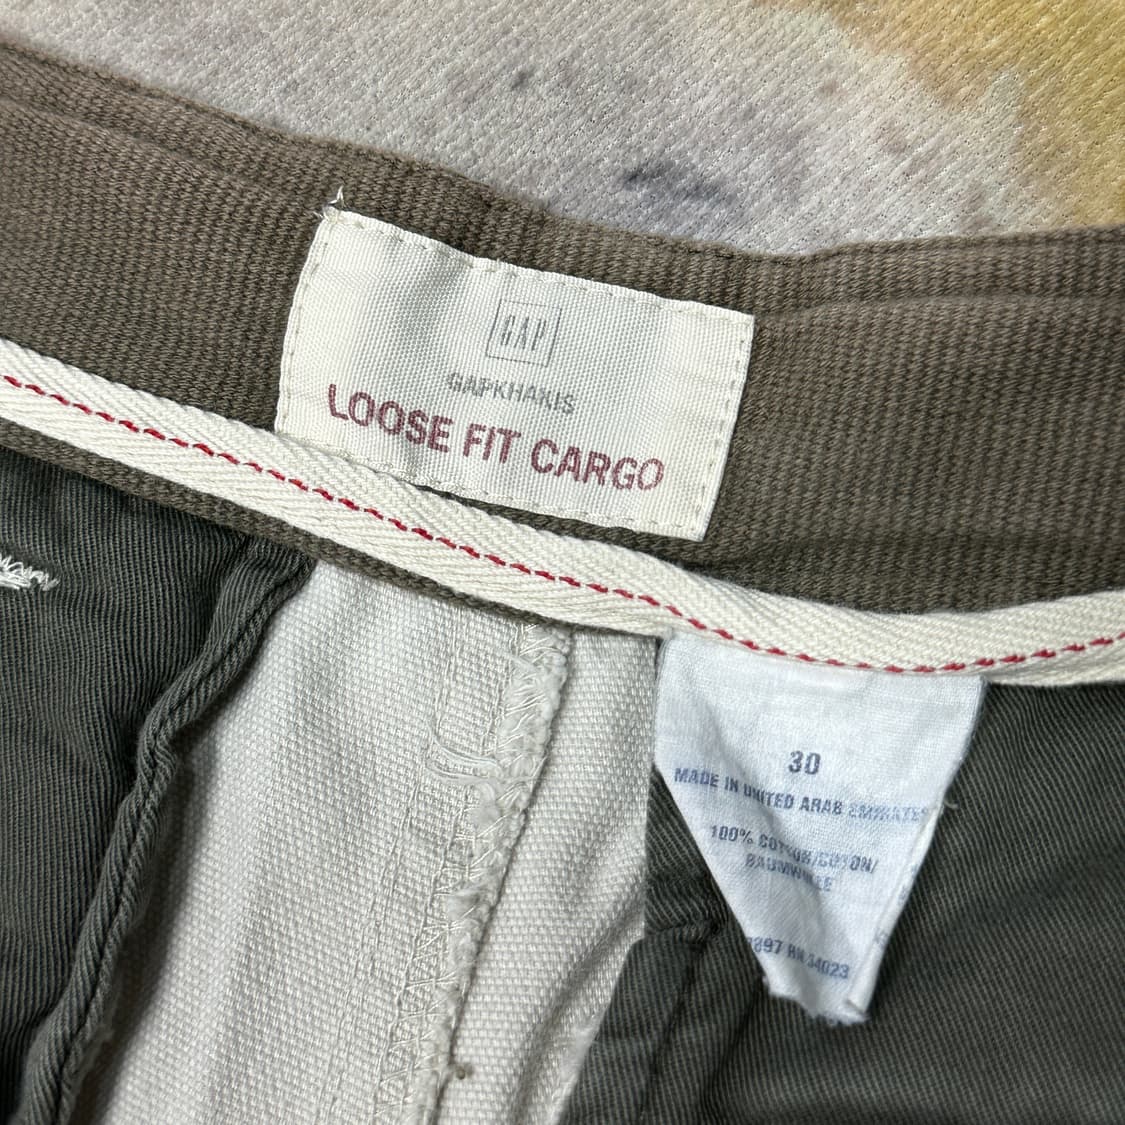 GAP
GAPKHAKIS
LOOSE FIT CARGO
30
MADE IN UNITED ARAB EMIRATES
100% COTTON/COTON/
BAUMWOLLE
RN 54023